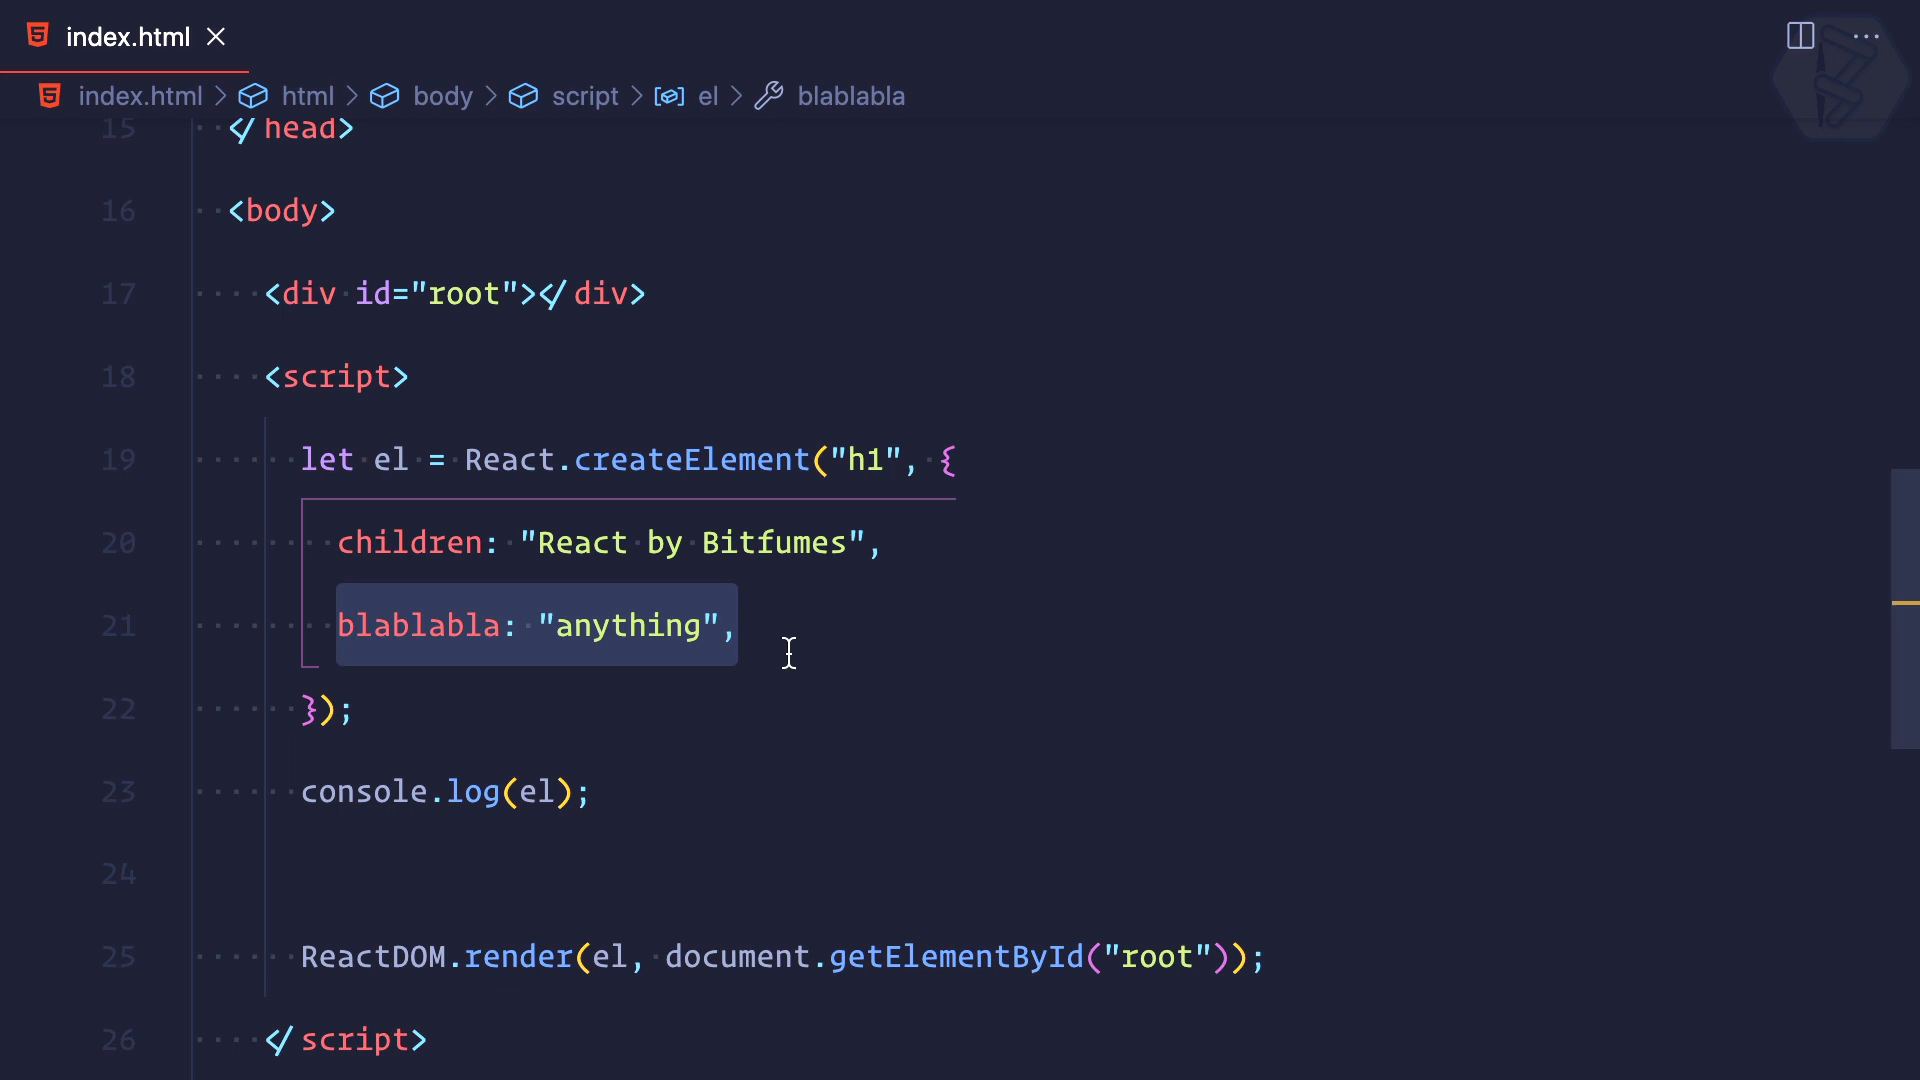 index.html
index.html > html > body > script > el > blablabla
15 </head>
16 <body>
17 <div id="root"></div>
18 <script>
19 let el = React.createElement("h1", {
20 children: "React by Bitfumes",
21 blablabla: "anything",
22 });
23 console.log(el);
24
25 ReactDOM.render(el, document.getElementById("root"));
26 </script>